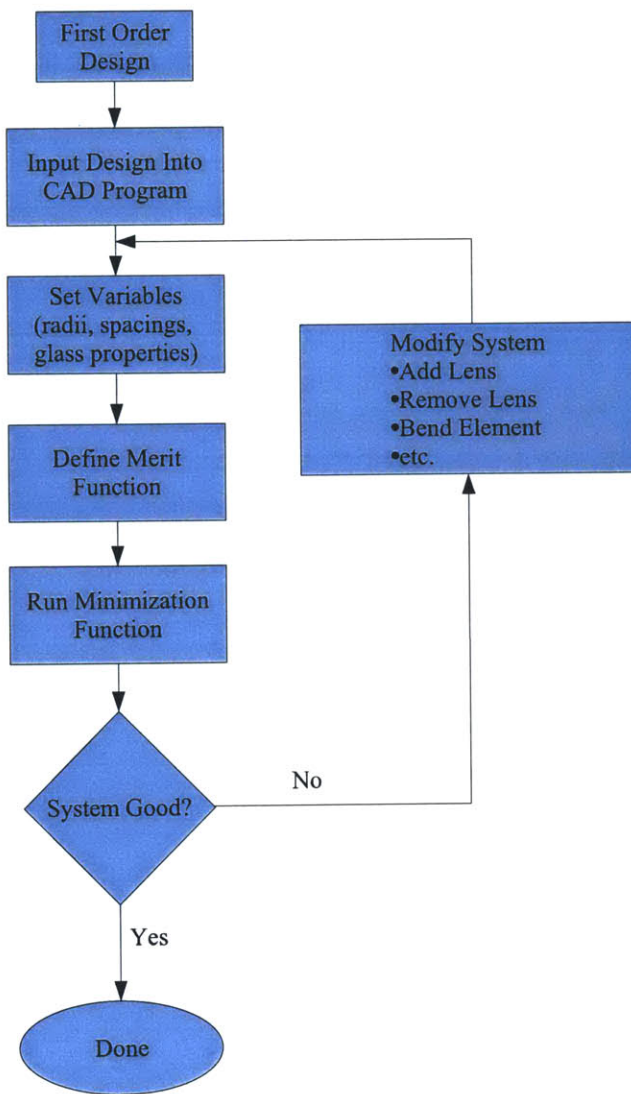 First Order
Design
Input Design Into
CAD Program
Set Variables
(radii, spacings,
glass properties)
Modify System
•Add Lens
•Remove Lens
•Bend Element
•etc.
Define Merit
Function
Run Minimization
Function
System Good?
No
Yes
Done